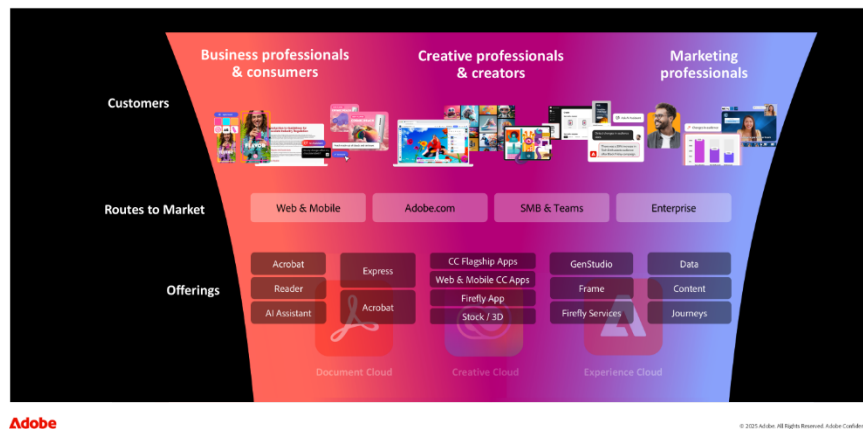 Business professionals
& consumers
Creative professionals
& creators
Marketing
professionals
Customers
Routes to Market
Web & Mobile
Adobe.com
SMB & Teams
Enterprise
Offerings
Acrobat
Reader
AI Assistant
Express
Acrobat
CC Flagship Apps
Web & Mobile CC Apps
Firefly App
Stock / 3D
GenStudio
Frame
Firefly Services
Data
Content
Journeys
Document Cloud
Creative Cloud
Experience Cloud
Adobe
© 2025 Adobe. All Rights Reserved. Adobe